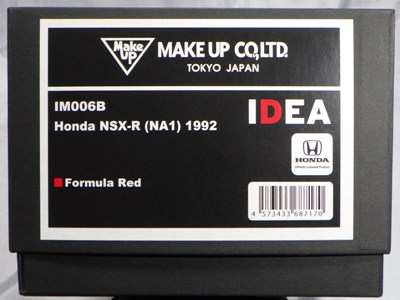 Make Up
MAKE UP CO., LTD.
TOKYO JAPAN
IM006B
Honda NSX-R (NA1) 1992
IDEA
HONDA
Official Licensed Product
Formula Red
4 573433 687170